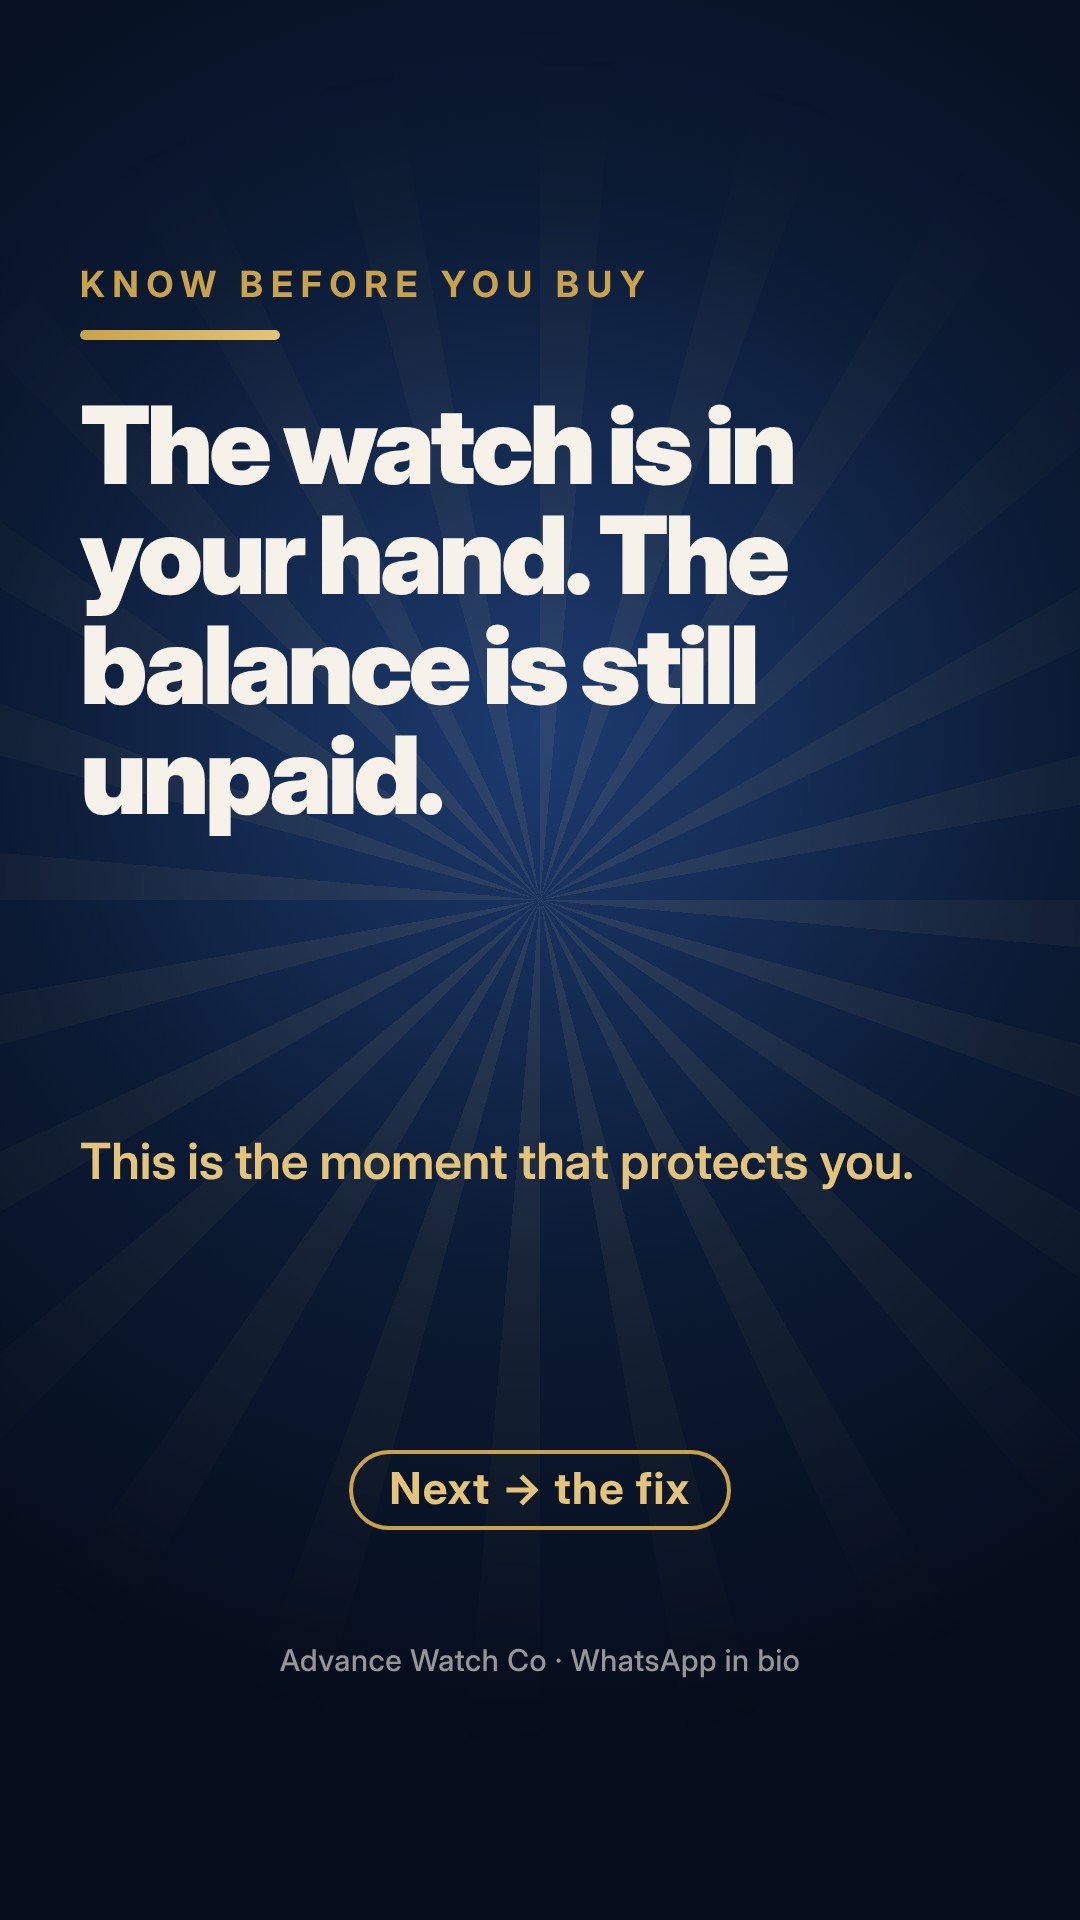 KNOW BEFORE YOU BUY
The watch is in
your hand. The
balance is still
unpaid.
This is the moment that protects you.
Next → the fix
Advance Watch Co · WhatsApp in bio